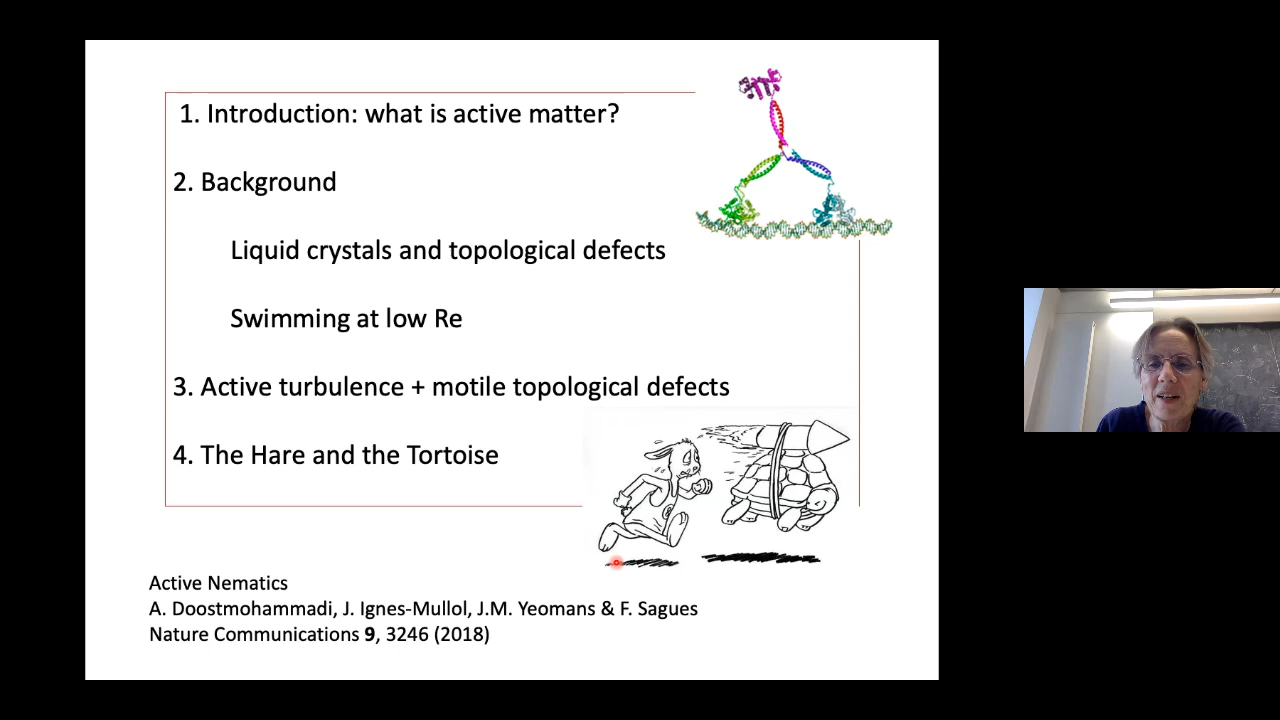 1. Introduction: what is active matter?
2. Background
Liquid crystals and topological defects
Swimming at low Re
3. Active turbulence + motile topological defects
4. The Hare and the Tortoise
Active Nematics
A. Doostmohammadi, J. Ignes-Mullol, J.M. Yeomans & F. Sagues
Nature Communications 9, 3246 (2018)